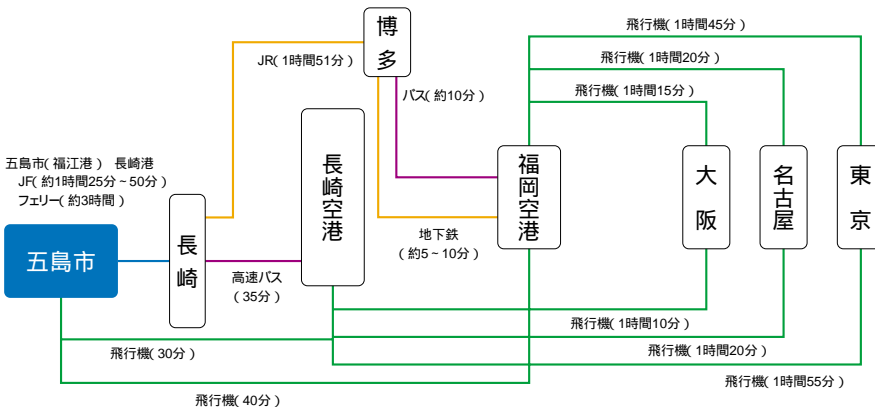 飛行機(1時間45分)
博多
JR(1時間51分)
飛行機(1時間20分)
バス(約10分)
飛行機(1時間15分)
五島市(福江港) 長崎港
JF(約1時間25分~50分)
フェリー(約3時間)
長崎空港
福岡空港
大阪
名古屋
東京
五島市
長崎
地下鉄
(約5~10分)
高速バス
(35分)
飛行機(1時間10分)
飛行機(30分)
飛行機(1時間20分)
飛行機(1時間55分)
飛行機(40分)